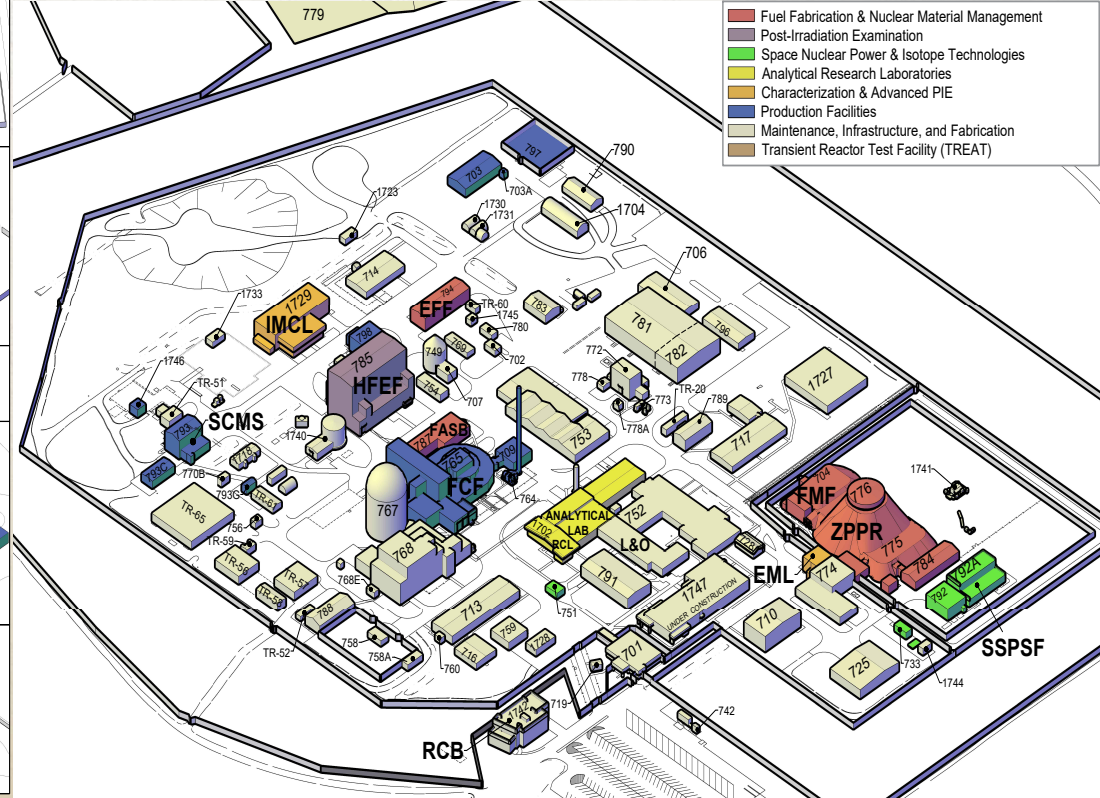 779
Fuel Fabrication & Nuclear Material Management
Post-Irradiation Examination
Space Nuclear Power & Isotope Technologies
Analytical Research Laboratories
Characterization & Advanced PIE
Production Facilities
Maintenance, Infrastructure, and Fabrication
Transient Reactor Test Facility (TREAT)
797
790
703
703A
1723
1730
1731
1704
714
706
1729
IMCL
794
EFF
TR-60
1745
780
702
783
781
782
796
1733
798
785
HFEF
749
769
754
707
772
778
773
778A
TR-20
789
1727
1746
TR-51
793
SCMS
1740
787
FASB
753
717
793C
770B
1718
793G
TR-61
765
FCF
709
764
704
FMF
776
ZPPR
775
784
1741
TR-65
756
TR-59
767
ANALYTICAL
LAB
1702
RCL
752
L&O
728
EML
774
792A
792
SSPSF
TR-56
TR-57
TR-58
768
768E
791
751
1747
UNDER CONSTRUCTION
710
733
1744
TR-52
788
758
758A
713
760
716
759
1728
701
725
719
742
1742
RCB